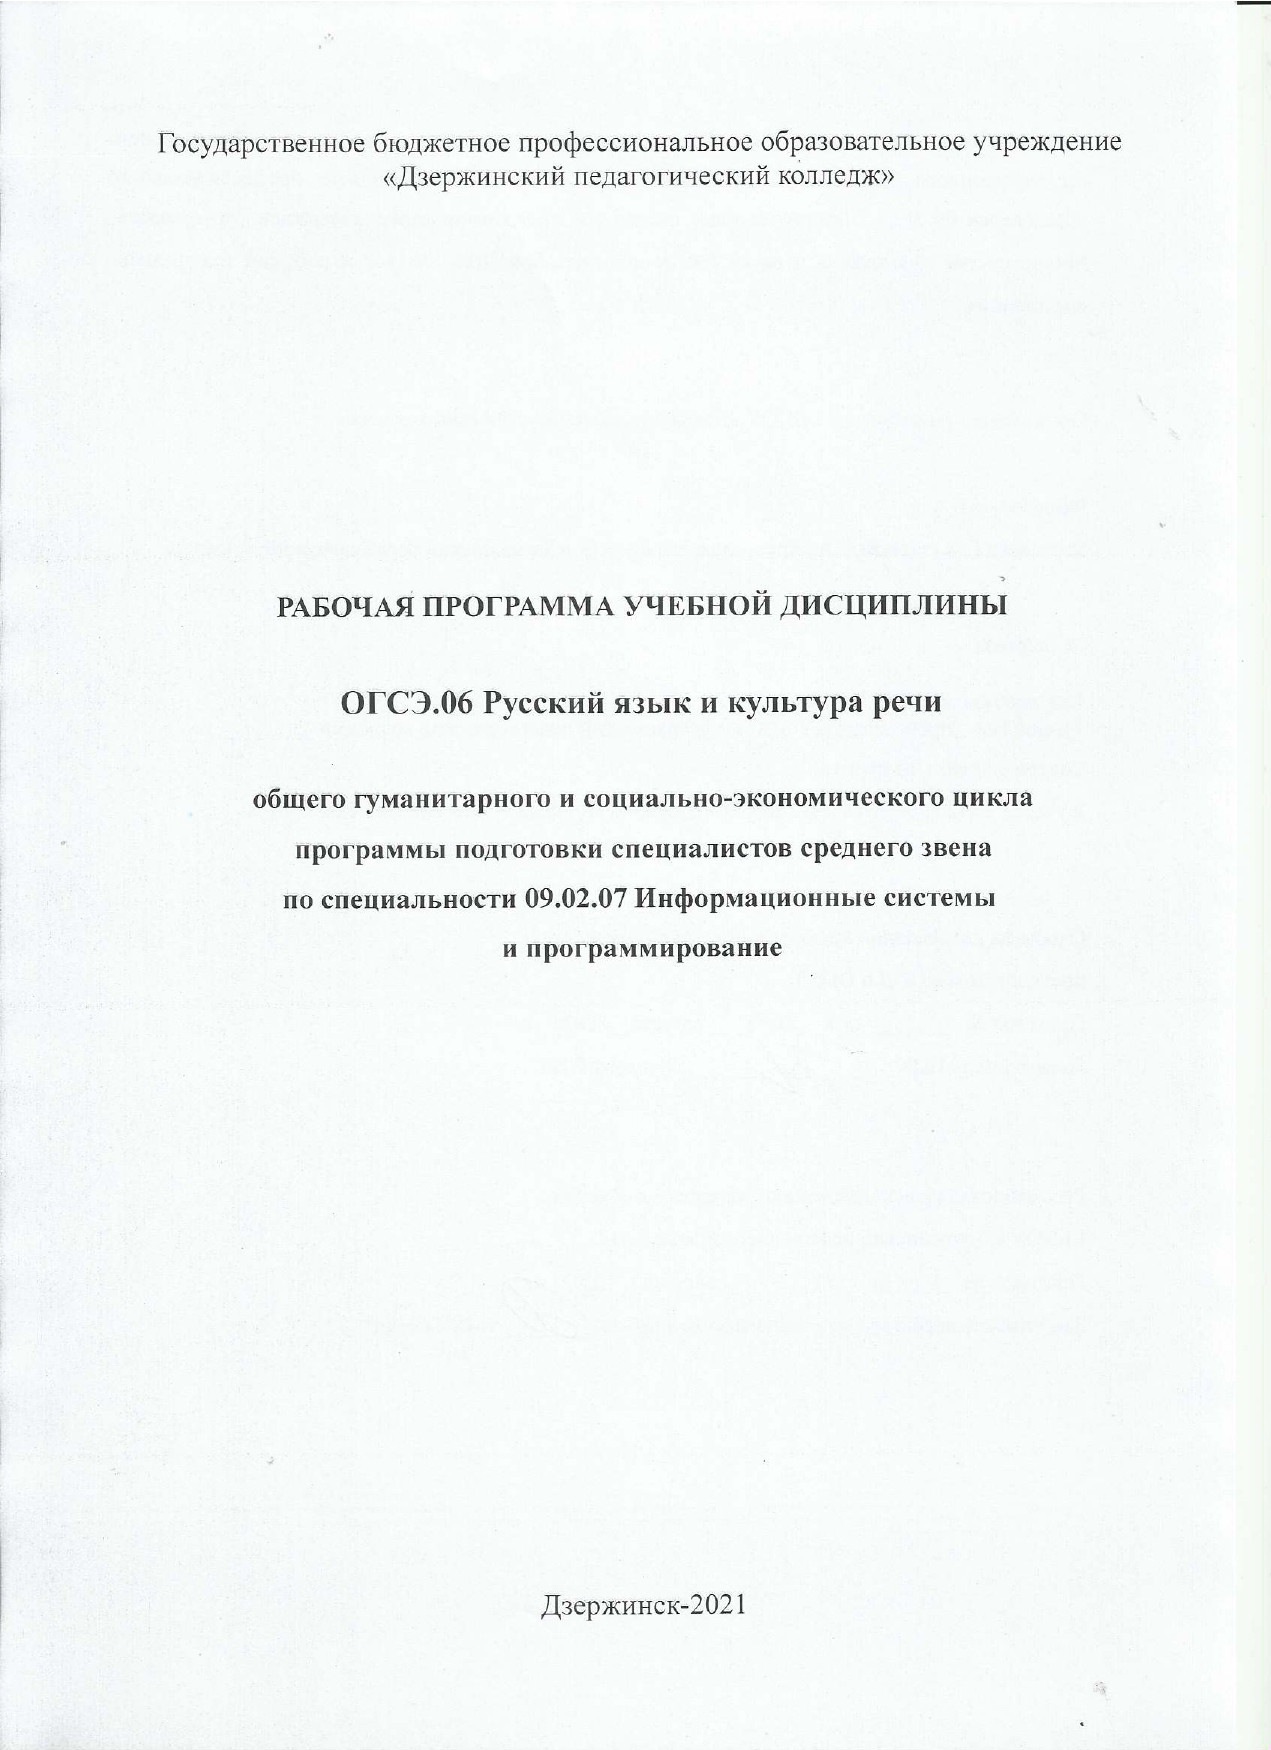 Государственное бюджетное профессиональное образовательное учреждение
«Дзержинский педагогический колледж»
РАБОЧАЯ ПРОГРАММА УЧЕБНОЙ ДИСЦИПЛИНЫ
ОГСЭ.06 Русский язык и культура речи
общего гуманитарного и социально-экономического цикла
программы подготовки специалистов среднего звена
по специальности 09.02.07 Информационные системы
и программирование
Дзержинск-2021